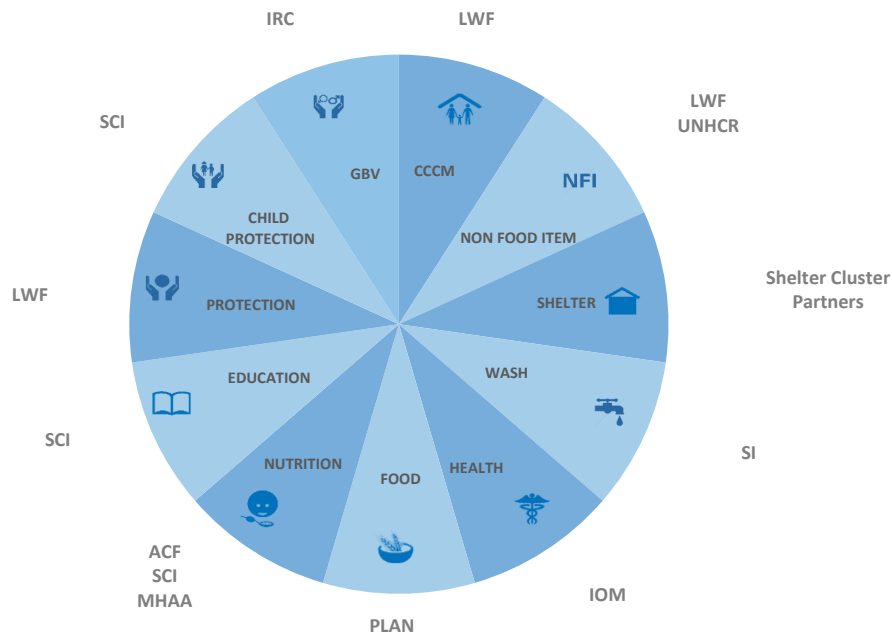 IRC
LWF
SCI
LWF
UNHCR
NFI
GBV
CCCM
CHILD
PROTECTION
NON FOOD ITEM
LWF
PROTECTION
SHELTER
Shelter Cluster
Partners
EDUCATION
WASH
SCI
SI
NUTRITION
FOOD
HEALTH
ACF
SCI
MHAA
IOM
PLAN